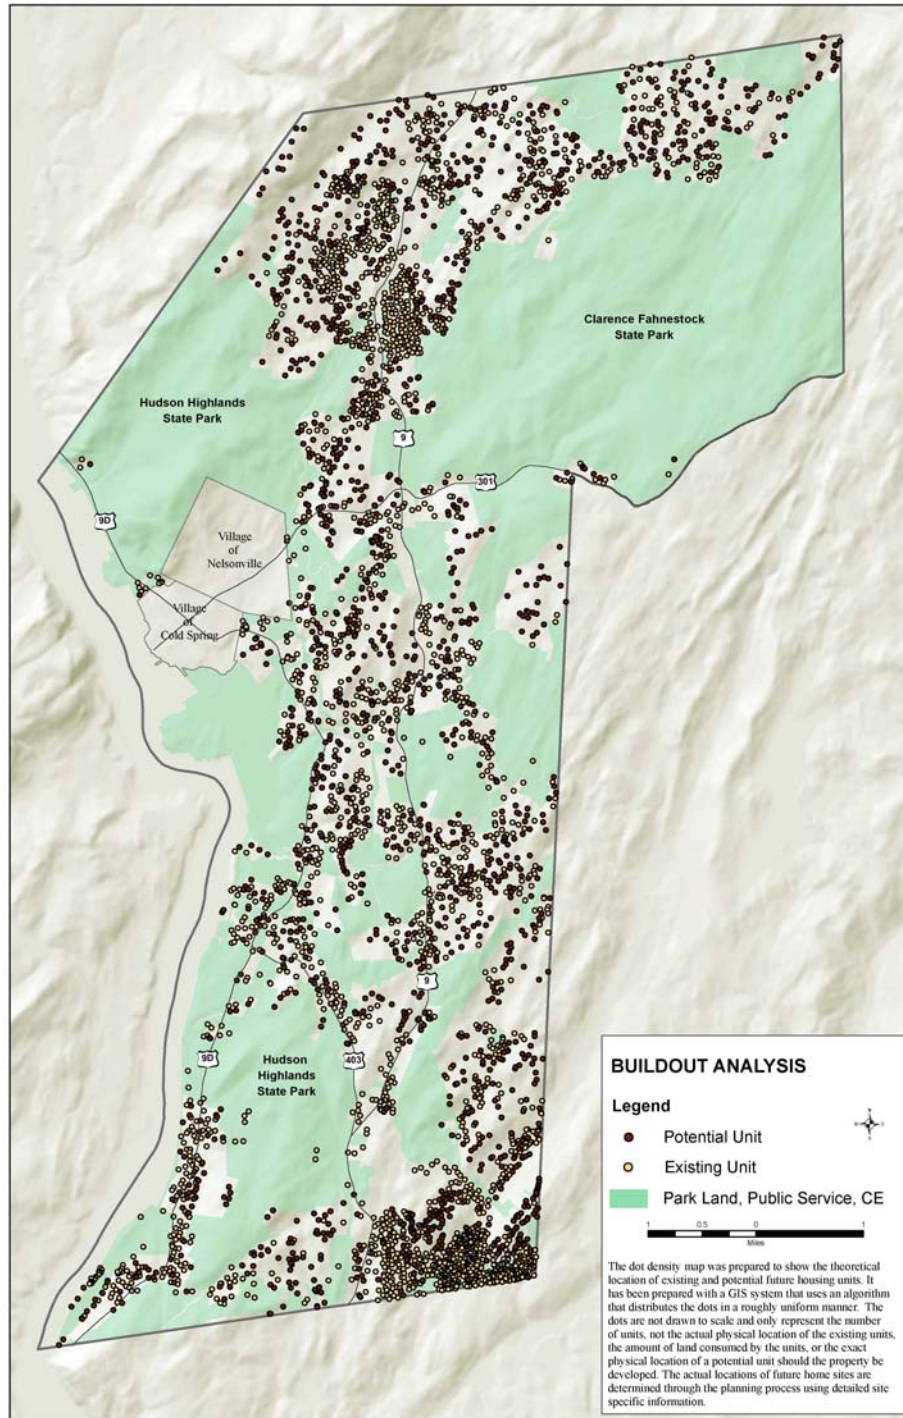 Clarence Fahnestock
State Park
Hudson Highlands
State Park
9
301
9D
Village
of
Nelsonville
Village
of
Cold Spring
9
9D
Hudson
Highlands
State Park
403
BUILDOUT ANALYSIS
Legend
Potential Unit
Existing Unit
Park Land, Public Service, CE
1 0.5 0 1
Miles
The dot density map was prepared to show the theoretical
location of existing and potential future housing units. It
has been prepared with a GIS system that uses an algorithm
that distributes the dots in a roughly uniform manner. The
dots are not drawn to scale and only represent the number
of units, not the actual physical location of the existing units,
the amount of land consumed by the units, or the exact
physical location of a potential unit should the property be
developed. The actual locations of future home sites are
determined through the planning process using detailed site
specific information.